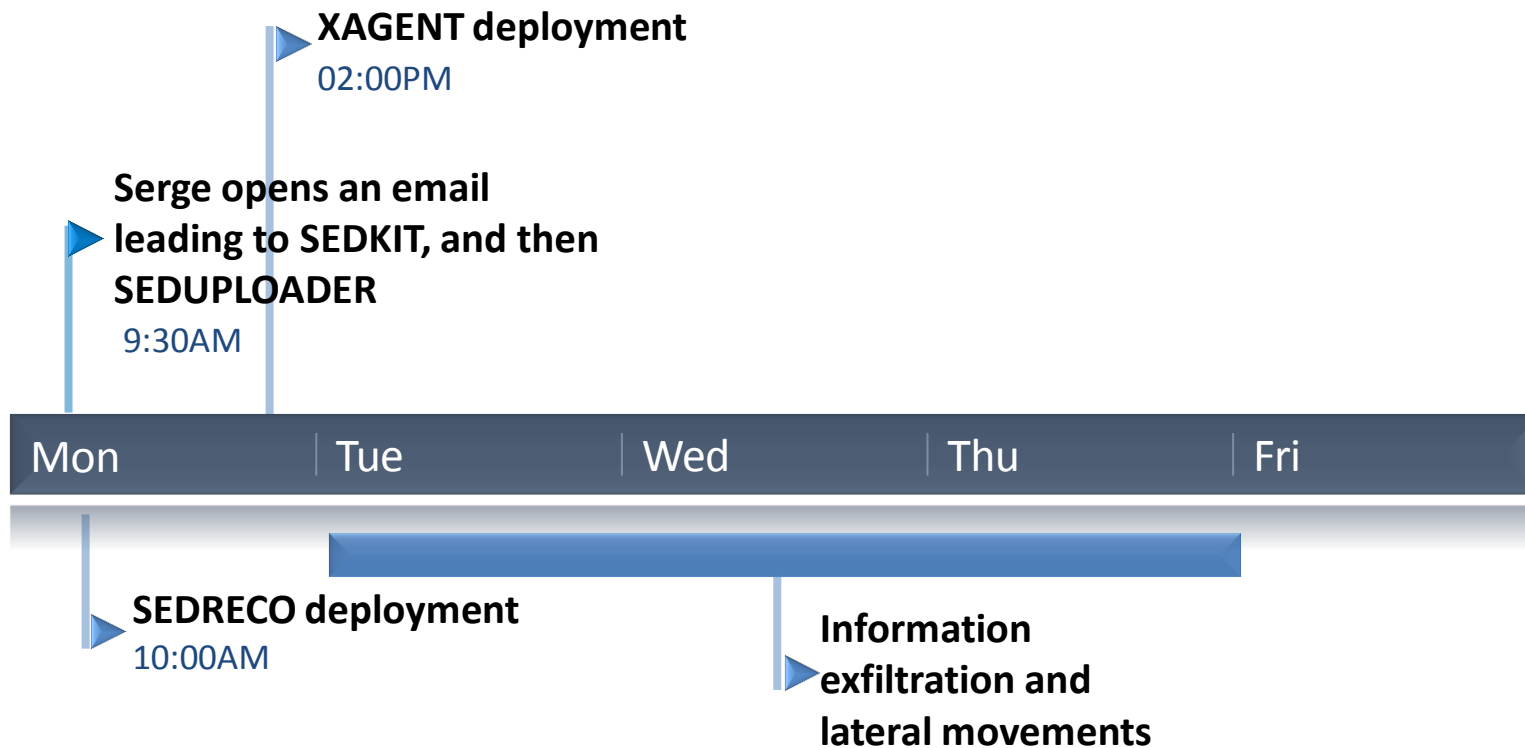 XAGENT deployment
02:00PM
Serge opens an email
leading to SEDKIT, and then
SEDUPLOADER
9:30AM
Mon
Tue
Wed
Thu
Fri
SEDRECO deployment
10:00AM
Information
exfiltration and
lateral movements